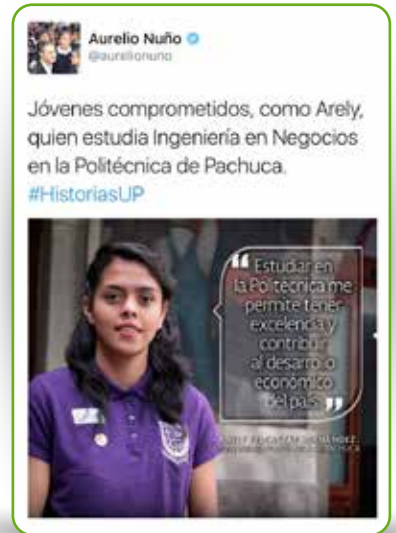 Aurelio Nuño
@aurelionuno
Jóvenes comprometidos, como Arely,
quien estudia Ingeniería en Negocios
en la Politécnica de Pachuca.
#HistoriasUP
“ Estudiar en
la Politécnica me
permite tener
excelencia y
contribuir
al desarrollo
económico
del país ”
PACHUCA